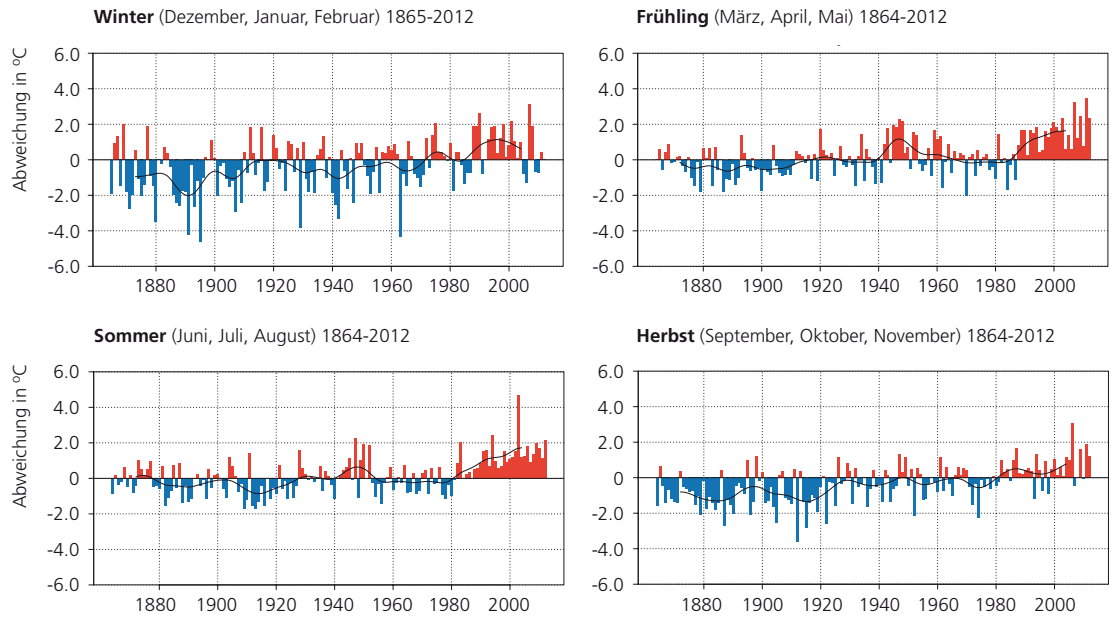 Winter (Dezember, Januar, Februar) 1865-2012
Abweichung in ºC
6.0
4.0
2.0
0
-2.0
-4.0
-6.0
1880 1900 1920 1940 1960 1980 2000
Frühling (März, April, Mai) 1864-2012
6.0
4.0
2.0
0
-2.0
-4.0
-6.0
1880 1900 1920 1940 1960 1980 2000
Sommer (Juni, Juli, August) 1864-2012
Abweichung in ºC
6.0
4.0
2.0
0
-2.0
-4.0
-6.0
1880 1900 1920 1940 1960 1980 2000
Herbst (September, Oktober, November) 1864-2012
6.0
4.0
2.0
0
-2.0
-4.0
-6.0
1880 1900 1920 1940 1960 1980 2000